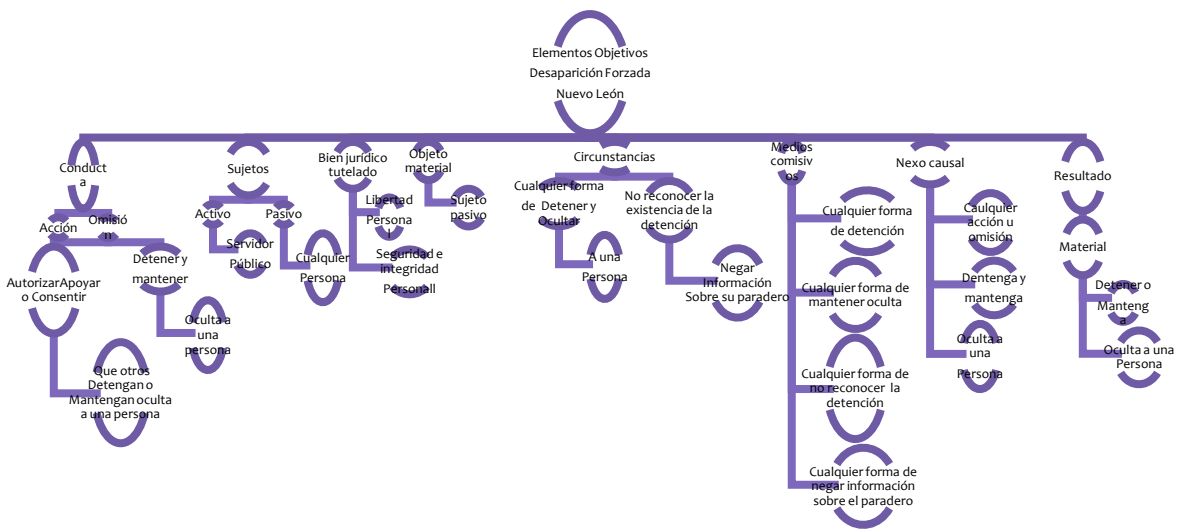 Elementos Objetivos
Desaparición Forzada
Nuevo León
Conduct
a
Acción
Omisió
n
AutorizarApoyar
o Consentir
Que otros
Detengan o
Mantengan oculta
a una persona
Detener y
mantener
Oculta a
una
persona
Sujetos
Activo
Servidor
Público
Pasivo
Cualquier
Persona
Bien jurídico
tutelado
Libertad
Persona
l
Seguridad e
integridad
Personall
Objeto
material
Sujeto
pasivo
Circunstancias
Cualquier forma
de Detener y
Ocultar
A una
Persona
No reconocer la
existencia de la
detención
Negar
Información
Sobre su paradero
Medios
comisiv
os
Cualquier forma
de detención
Cualquier forma de
mantener oculta
Cualquier forma de
no reconocer la
detención
Cualquier forma de
negar información
sobre el paradero
Nexo causal
Caulquier
acción u
omisión
Dentenga y
mantenga
Oculta a
una
Persona
Resultado
Material
Detener o
Manteng
a
Oculta a una
Persona